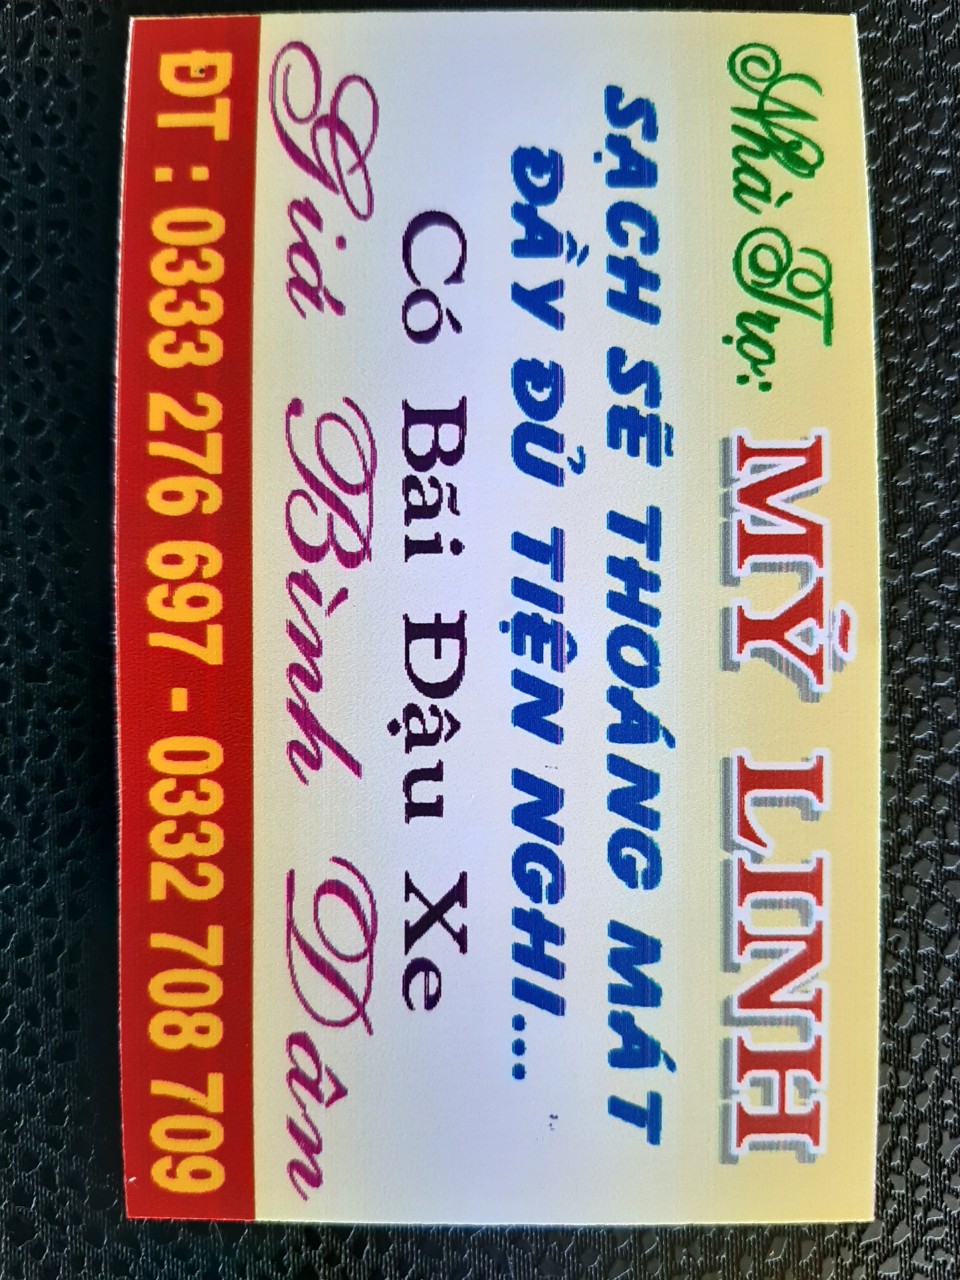 Nhà Trọ: MỸ LINH
SẠCH SẼ THOÁNG MÁT
ĐẦY ĐỦ TIỆN NGHI...
Có Bãi Đậu Xe
Giá Bình Dân
ĐT : 0333 276 697 - 0332 708 709